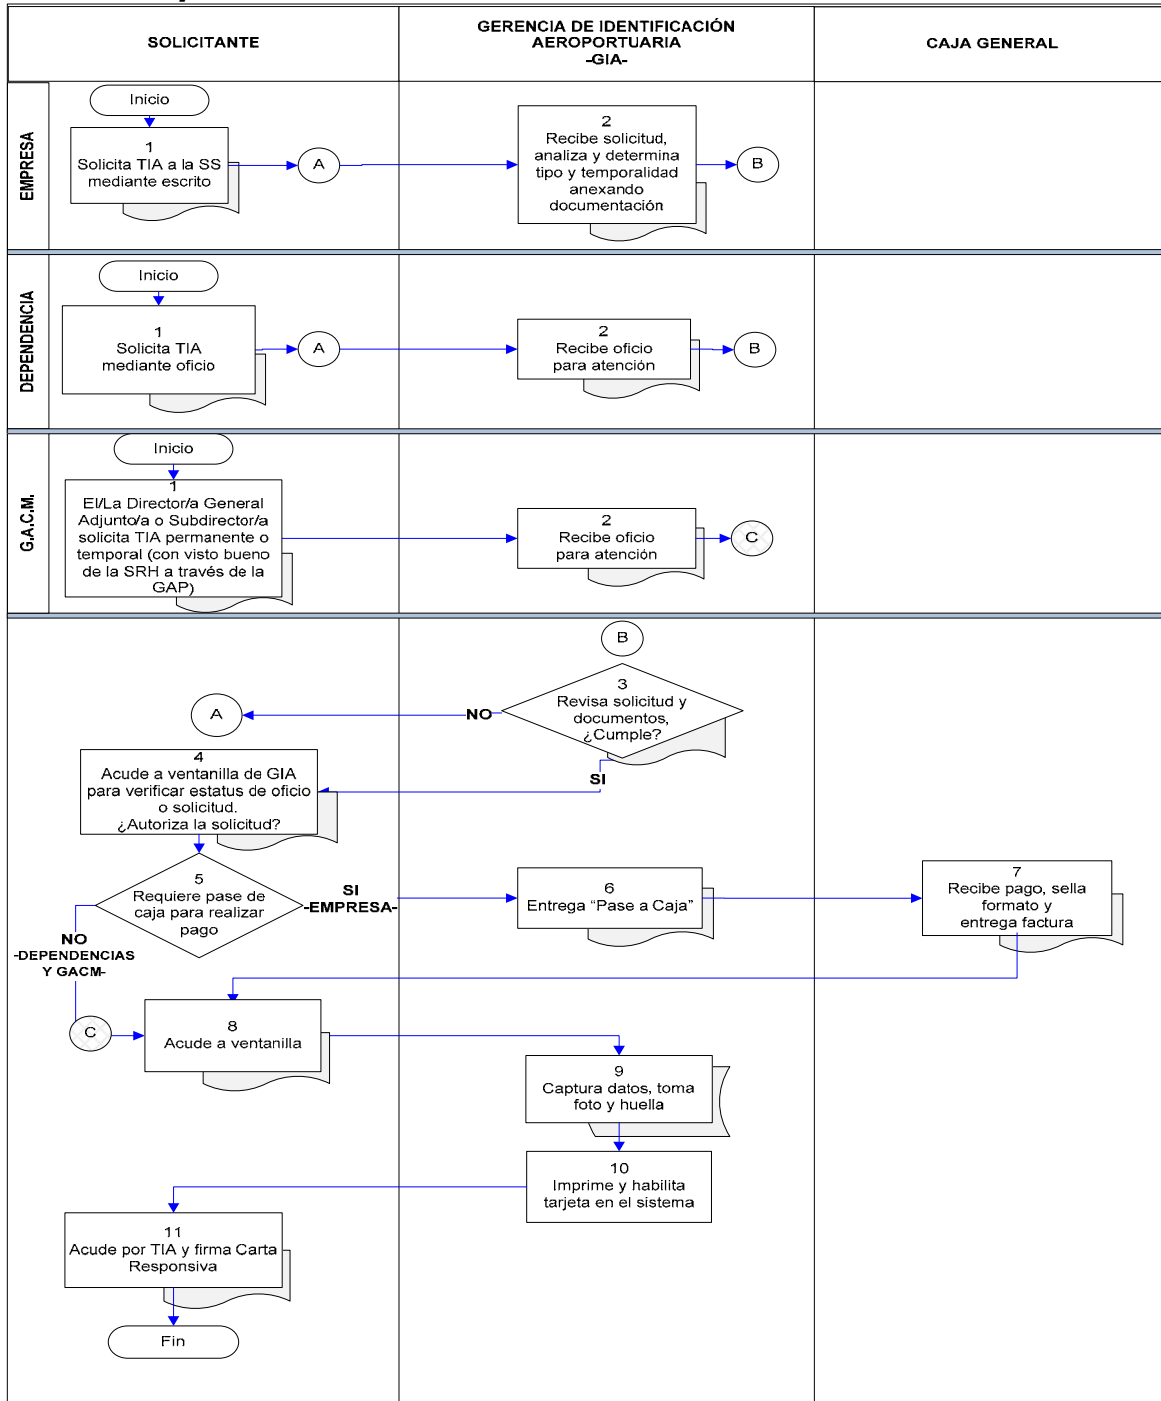 SOLICITANTE
GERENCIA DE IDENTIFICACIÓN
AEROPORTUARIA
-GIA-
CAJA GENERAL
EMPRESA
Inicio
1
Solicita TIA a la SS
mediante escrito
A
2
Recibe solicitud,
analiza y determina
tipo y temporalidad
anexando
documentación
B
DEPENDENCIA
Inicio
1
Solicita TIA
mediante oficio
A
2
Recibe oficio
para atención
B
G.A.C.M.
Inicio
1
El/La Director/a General
Adjunto/a o Subdirector/a
solicita TIA permanente o
temporal (con visto bueno
de la SRH a través de la
GAP)
2
Recibe oficio
para atención
C
B
3
Revisa solicitud y
documentos,
¿Cumple?
NO
A
SI
4
Acude a ventanilla de GIA
para verificar estatus de oficio
o solicitud.
¿Autoriza la solicitud?
5
Requiere pase de
caja para realizar
pago
SI
-EMPRESA-
6
Entrega “Pase a Caja”
7
Recibe pago, sella
formato y
entrega factura
NO
-DEPENDENCIAS
Y GACM-
C
8
Acude a ventanilla
9
Captura datos, toma
foto y huella
10
Imprime y habilita
tarjeta en el sistema
11
Acude por TIA y firma Carta
Responsiva
Fin